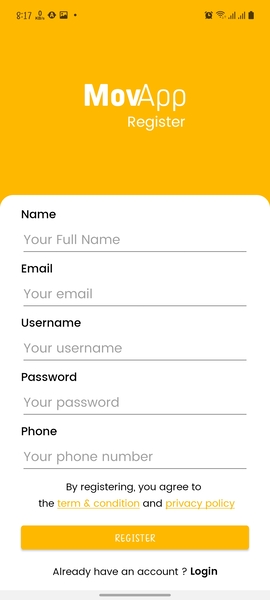 8:17
MovApp
Register
Name
Your Full Name
Email
Your email
Username
Your username
Password
Your password
Phone
Your phone number
By registering, you agree to
the term & condition and privacy policy
REGISTER
Already have an account ? Login